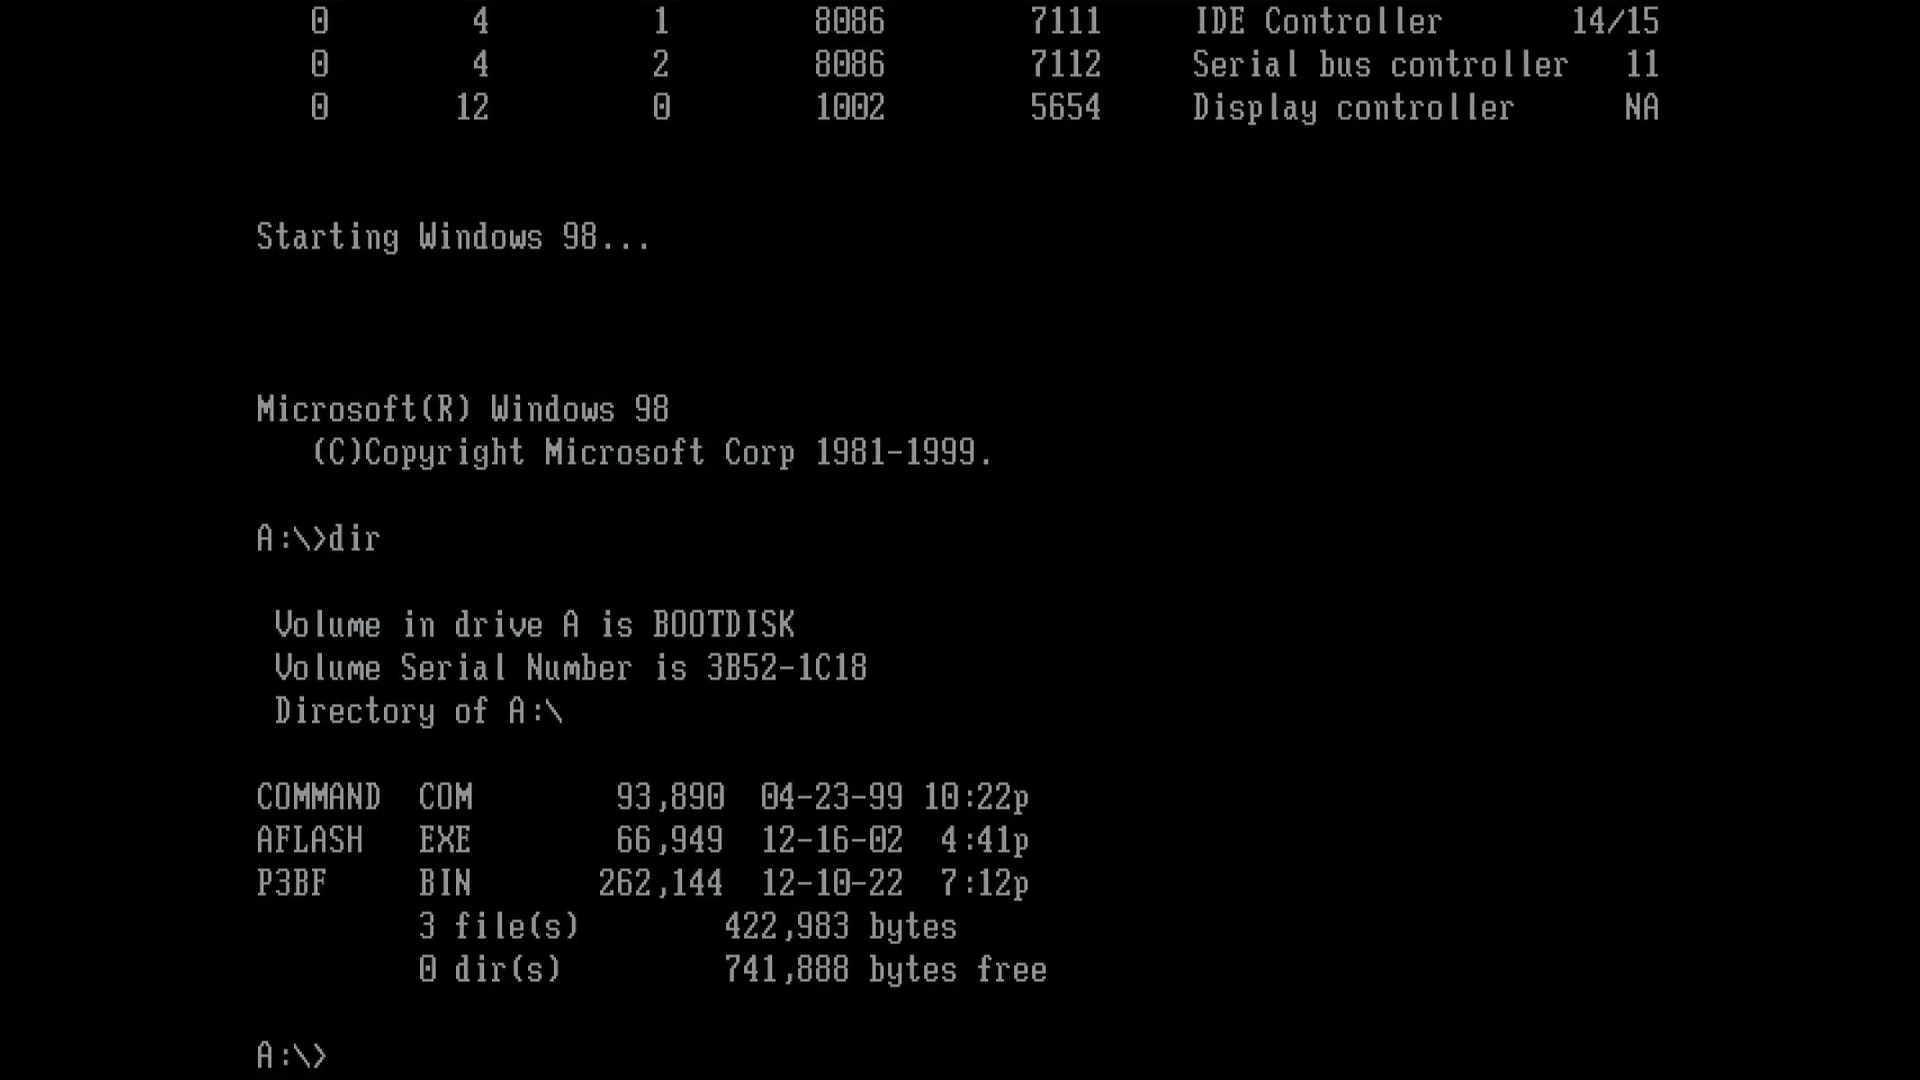 0 4 1 8086 7111 IDE Controller 14/15
0 4 2 8086 7112 Serial bus controller 11
0 12 0 1002 5654 Display controller NA
Starting Windows 98...
Microsoft(R) Windows 98
(C)Copyright Microsoft Corp 1981-1999.
A:\>dir
Volume in drive A is BOOTDISK
Volume Serial Number is 3B52-1C18
Directory of A:\
COMMAND COM 93,890 04-23-99 10:22p
AFLASH EXE 66,949 12-16-02 4:41p
P3BF BIN 262,144 12-10-22 7:12p
3 file(s) 422,983 bytes
0 dir(s) 741,888 bytes free
A:\>